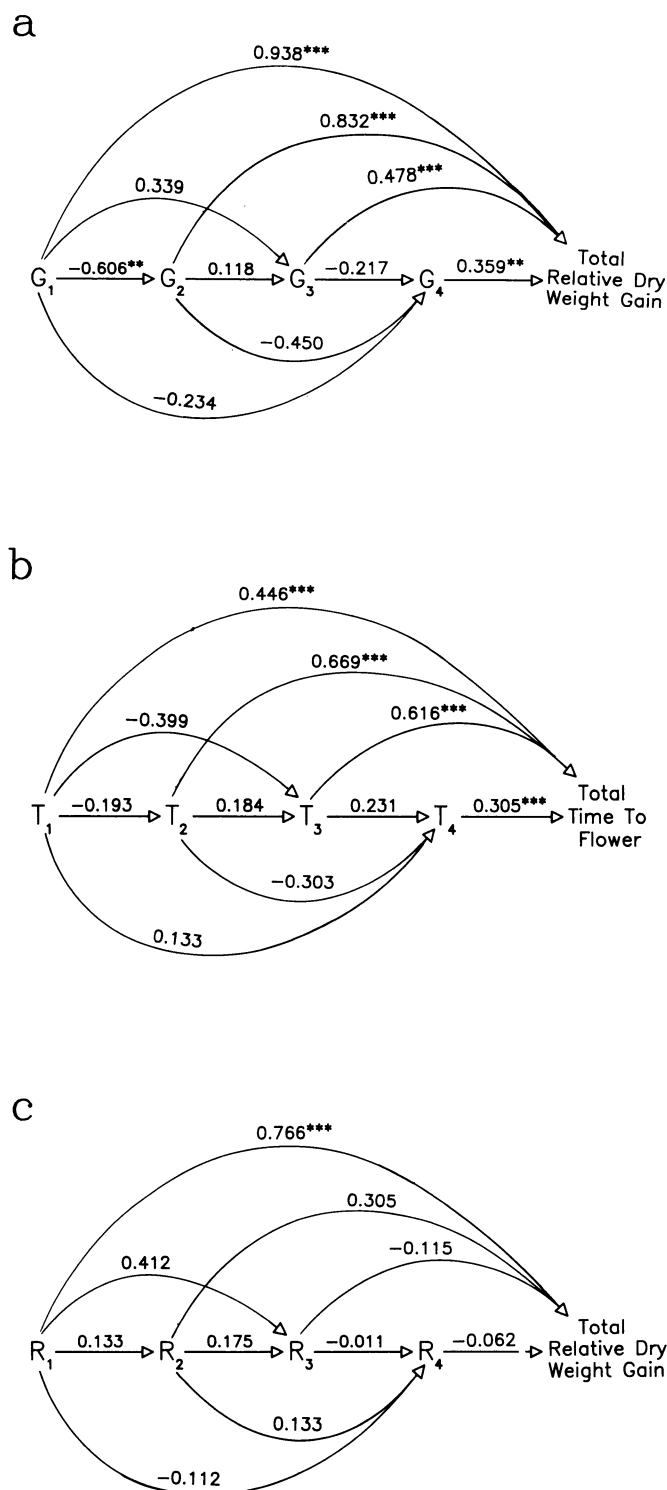 a
0.938***
0.832***
0.478***
0.339
G1 −0.606** G2 0.118 G3 −0.217 G4 0.359** Total
Relative Dry
Weight Gain
−0.450
−0.234
b
0.446***
0.669***
0.616***
−0.399
T1 −0.193 T2 0.184 T3 0.231 T4 0.305*** Total
Time To
Flower
−0.303
0.133
c
0.766***
0.305
−0.115
0.412
R1 0.133 R2 0.175 R3 −0.011 R4 −0.062 Total
Relative Dry
Weight Gain
0.133
−0.112